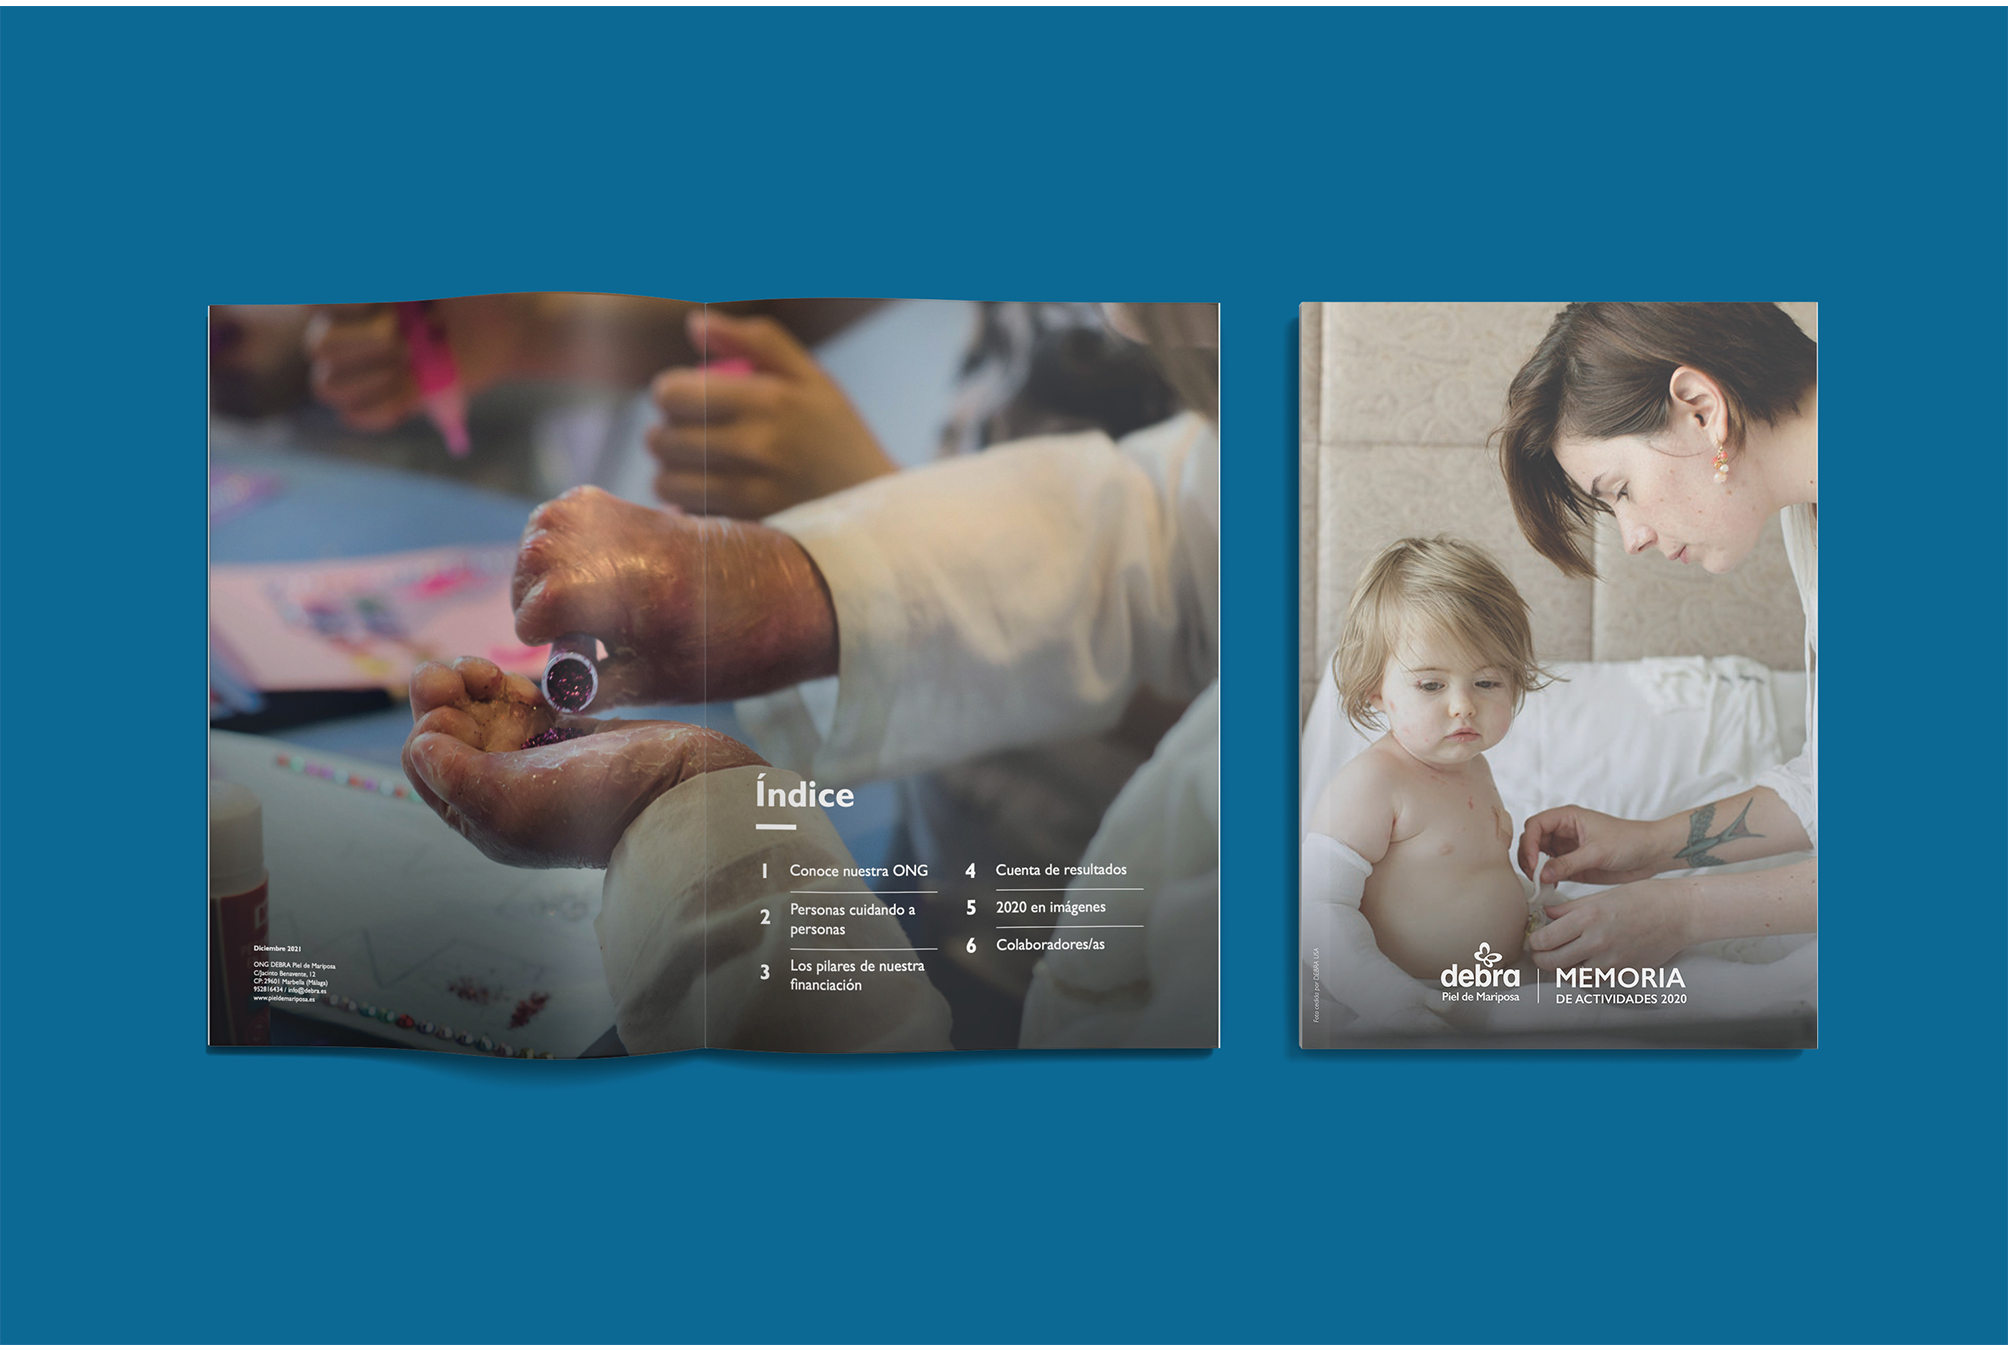 Índice
1 Conoce nuestra ONG
2 Personas cuidando a
personas
3 Los pilares de nuestra
financiación
4 Cuenta de resultados
5 2020 en imágenes
6 Colaboradores/as
Diciembre 2021
ONG DEBRA Piel de Mariposa
C/Jacinto Benavente, 12
CP: 29601 Marbella (Málaga)
952816434 / info@debra.es
www.pieldemariposa.es
Foto cedida por DEBRA USA
debra
Piel de Mariposa
MEMORIA
DE ACTIVIDADES 2020